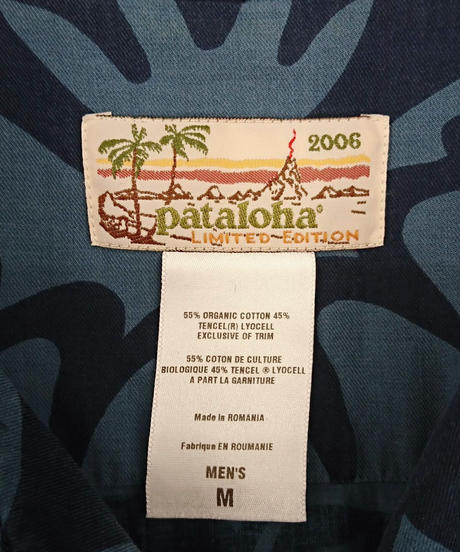 2006
pataloha®
LIMITED-EDITION
55% ORGANIC COTTON 45%
TENCEL(R) LYOCELL
EXCLUSIVE OF TRIM
55% COTON DE CULTURE
BIOLOGIQUE 45% TENCEL ® LYOCELL
A PART LA GARNITURE
Made in ROMANIA
Fabrique EN ROUMANIE
MEN'S
M